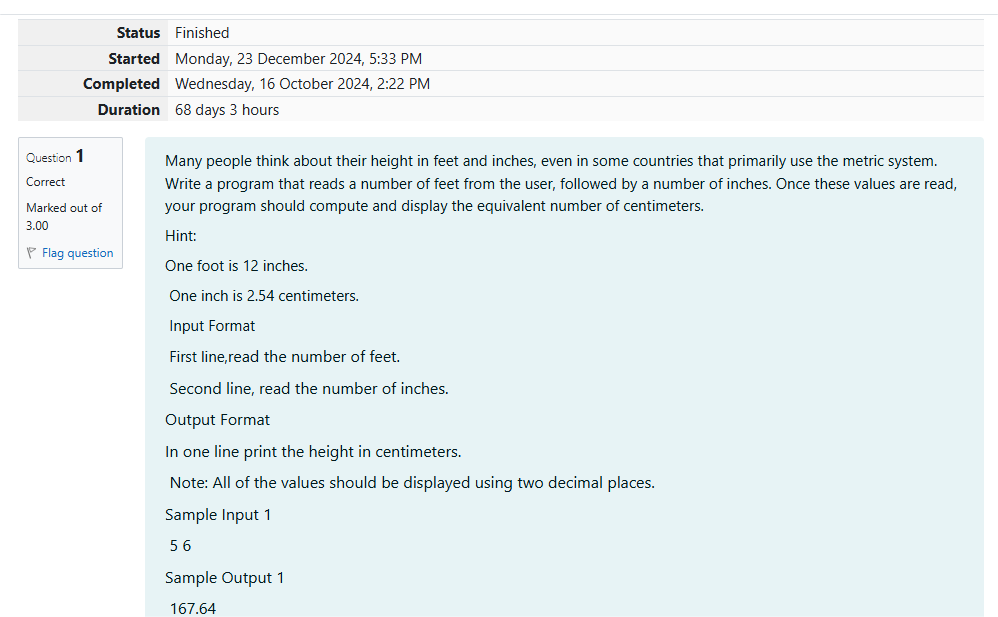 Status Finished
Started Monday, 23 December 2024, 5:33 PM
Completed Wednesday, 16 October 2024, 2:22 PM
Duration 68 days 3 hours
Question 1
Correct
Marked out of
3.00
Flag question
Many people think about their height in feet and inches, even in some countries that primarily use the metric system.
Write a program that reads a number of feet from the user, followed by a number of inches. Once these values are read,
your program should compute and display the equivalent number of centimeters.
Hint:
One foot is 12 inches.
One inch is 2.54 centimeters.
Input Format
First line,read the number of feet.
Second line, read the number of inches.
Output Format
In one line print the height in centimeters.
Note: All of the values should be displayed using two decimal places.
Sample Input 1
5 6
Sample Output 1
167.64